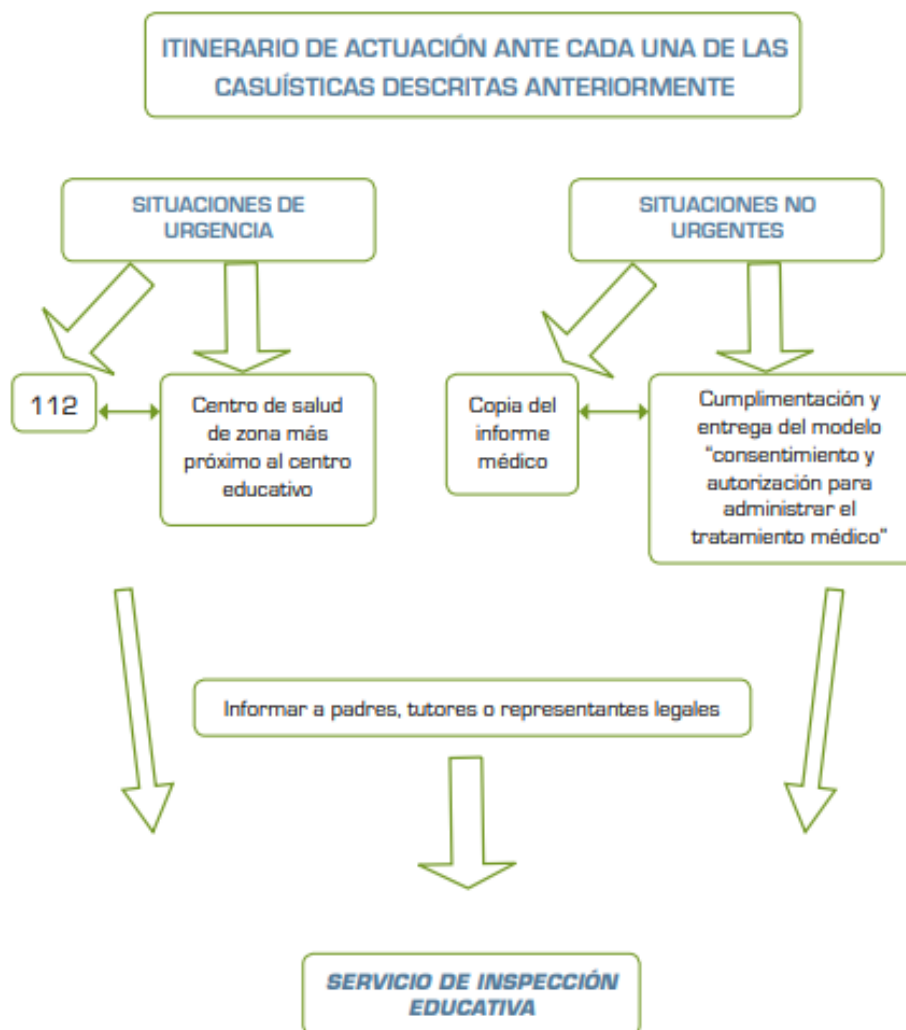 ITINERARIO DE ACTUACIÓN ANTE CADA UNA DE LAS
CASUÍSTICAS DESCRITAS ANTERIORMENTE
SITUACIONES DE
URGENCIA
SITUACIONES NO
URGENTES
112
Centro de salud
de zona más
próximo al centro
educativo
Copia del
informe
médico
Cumplimentación y
entrega del modelo
“consentimiento y
autorización para
administrar el
tratamiento médico”
Informar a padres, tutores o representantes legales
SERVICIO DE INSPECCIÓN
EDUCATIVA